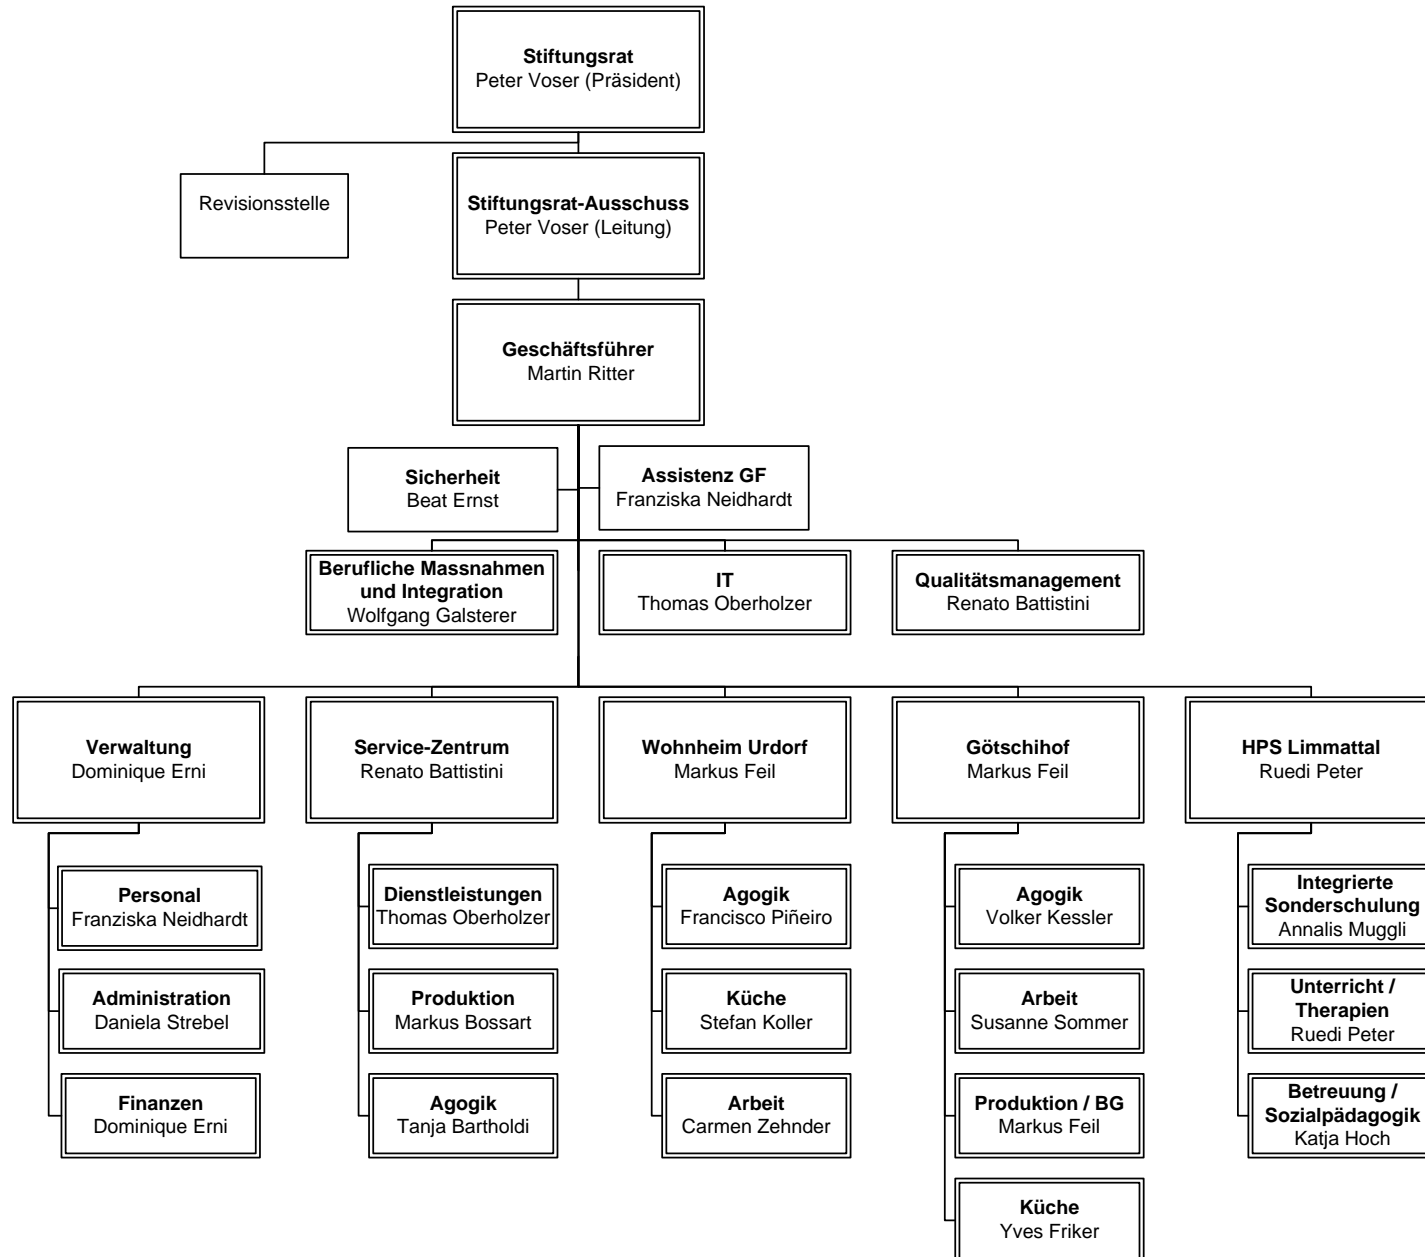 Stiftungsrat
Peter Voser (Präsident)
Revisionsstelle
Stiftungsrat-Ausschuss
Peter Voser (Leitung)
Geschäftsführer
Martin Ritter
Sicherheit
Beat Ernst
Assistenz GF
Franziska Neidhardt
Berufliche Massnahmen
und Integration
Wolfgang Galsterer
IT
Thomas Oberholzer
Qualitätsmanagement
Renato Battistini
Verwaltung
Dominique Erni
Service-Zentrum
Renato Battistini
Wohnheim Urdorf
Markus Feil
Götschihof
Markus Feil
HPS Limmattal
Ruedi Peter
Personal
Franziska Neidhardt
Administration
Daniela Strebel
Finanzen
Dominique Erni
Dienstleistungen
Thomas Oberholzer
Produktion
Markus Bossart
Agogik
Tanja Bartholdi
Agogik
Francisco Piñeiro
Küche
Stefan Koller
Arbeit
Carmen Zehnder
Agogik
Volker Kessler
Arbeit
Susanne Sommer
Produktion / BG
Markus Feil
Küche
Yves Friker
Integrierte
Sonderschulung
Annalis Muggli
Unterricht /
Therapien
Ruedi Peter
Betreuung /
Sozialpädagogik
Katja Hoch